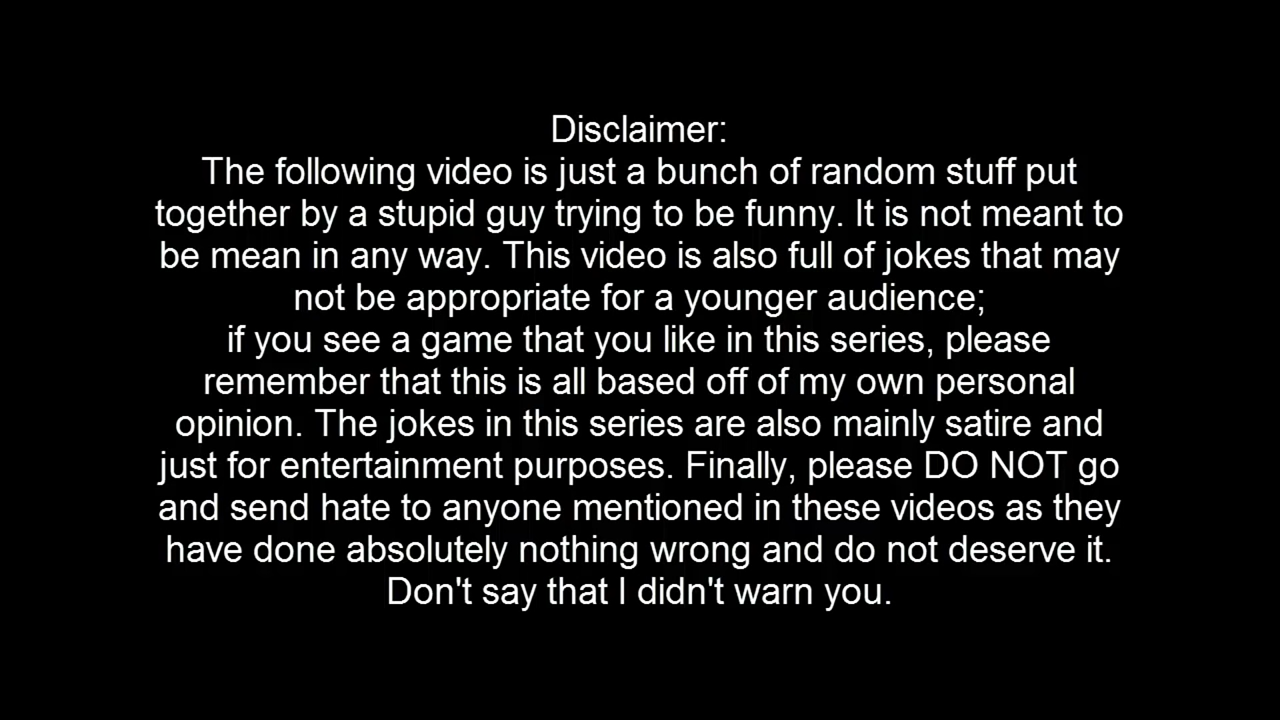 Disclaimer:
The following video is just a bunch of random stuff put
together by a stupid guy trying to be funny. It is not meant to
be mean in any way. This video is also full of jokes that may
not be appropriate for a younger audience;
if you see a game that you like in this series, please
remember that this is all based off of my own personal
opinion. The jokes in this series are also mainly satire and
just for entertainment purposes. Finally, please DO NOT go
and send hate to anyone mentioned in these videos as they
have done absolutely nothing wrong and do not deserve it.
Don't say that I didn't warn you.